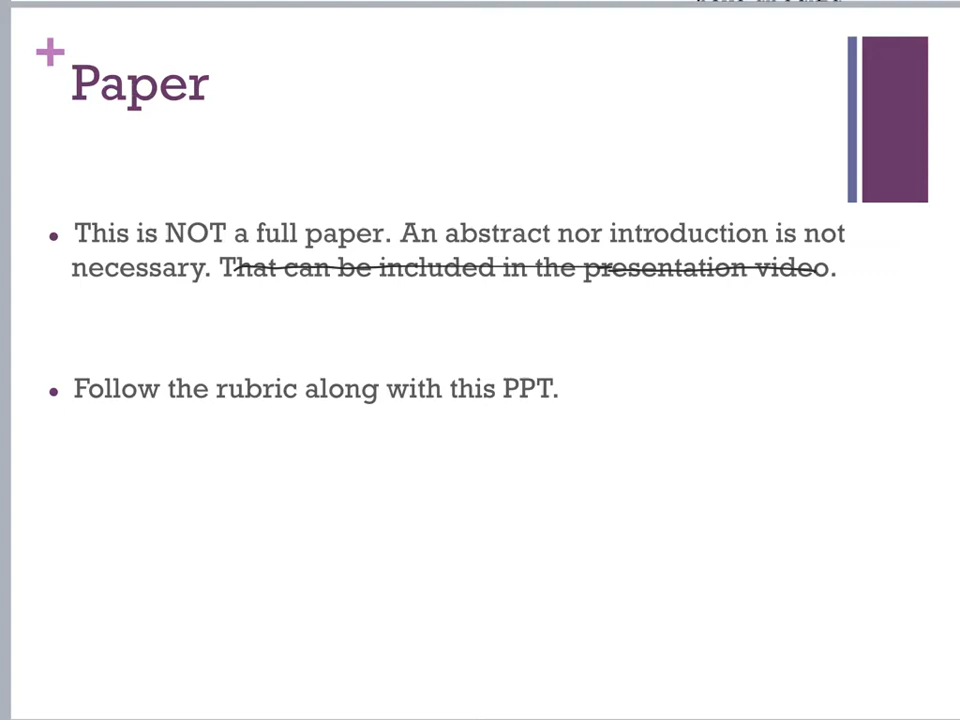 +
Paper
• This is NOT a full paper. An abstract nor introduction is not
necessary. That can be included in the presentation video.
• Follow the rubric along with this PPT.